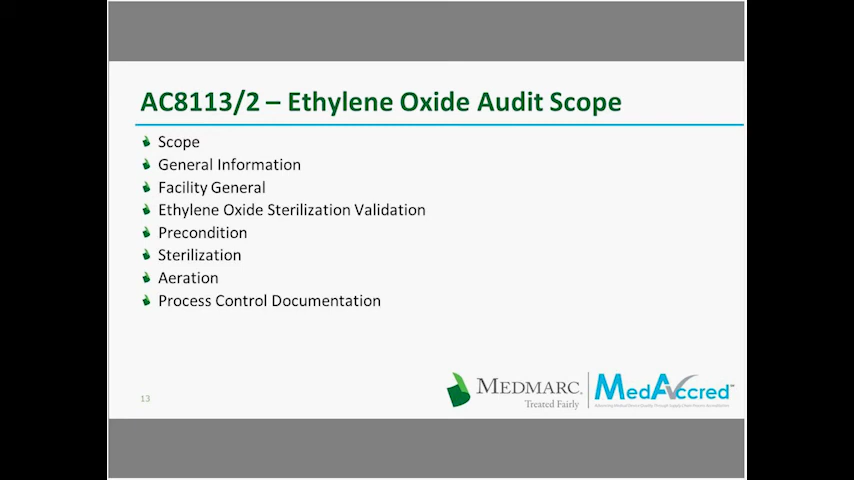 AC8113/2 – Ethylene Oxide Audit Scope
Scope
General Information
Facility General
Ethylene Oxide Sterilization Validation
Precondition
Sterilization
Aeration
Process Control Documentation
13
MEDMARC®
Treated Fairly
MedAccred™